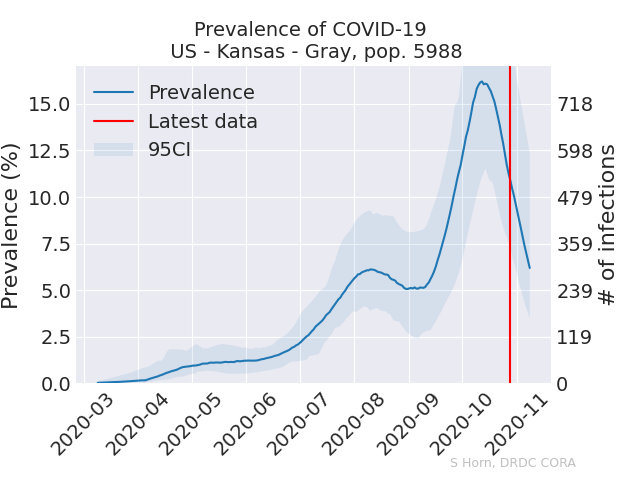 Prevalence of COVID-19
US - Kansas - Gray, pop. 5988
Prevalence
Latest data
95CI
Prevalence (%)
15.0
12.5
10.0
7.5
5.0
2.5
0.0
718
598
479
359
239
119
0
# of infections
2020-03
2020-04
2020-05
2020-06
2020-07
2020-08
2020-09
2020-10
2020-11
S Horn, DRDC CORA